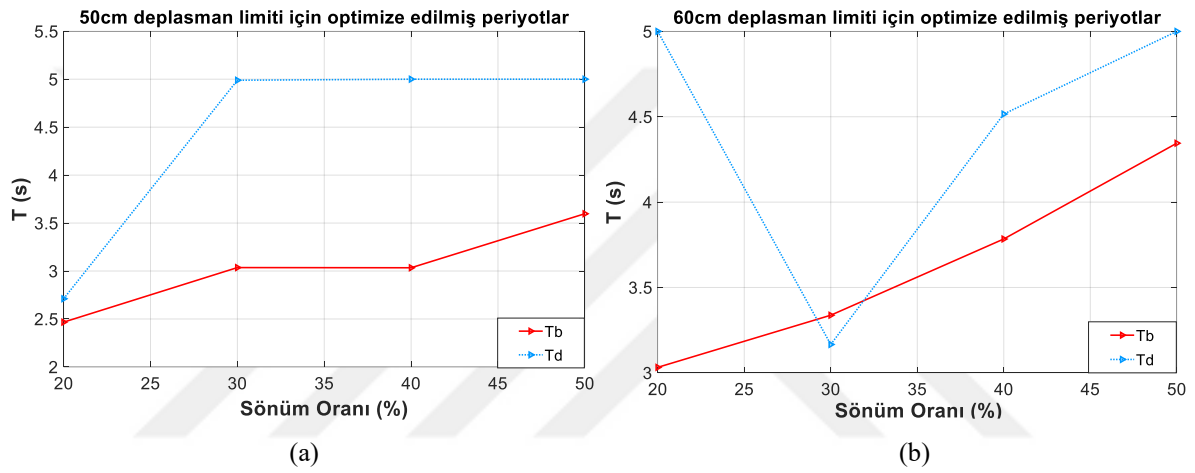 50cm deplasman limiti için optimize edilmiş periyotlar
5.5
5
4.5
4
3.5
3
2.5
2
T (s)
20 25 30 35 40 45 50
Sönüm Oranı (%)
Tb
Td
(a)
60cm deplasman limiti için optimize edilmiş periyotlar
5
4.5
4
3.5
3
T (s)
20 25 30 35 40 45 50
Sönüm Oranı (%)
Tb
Td
(b)